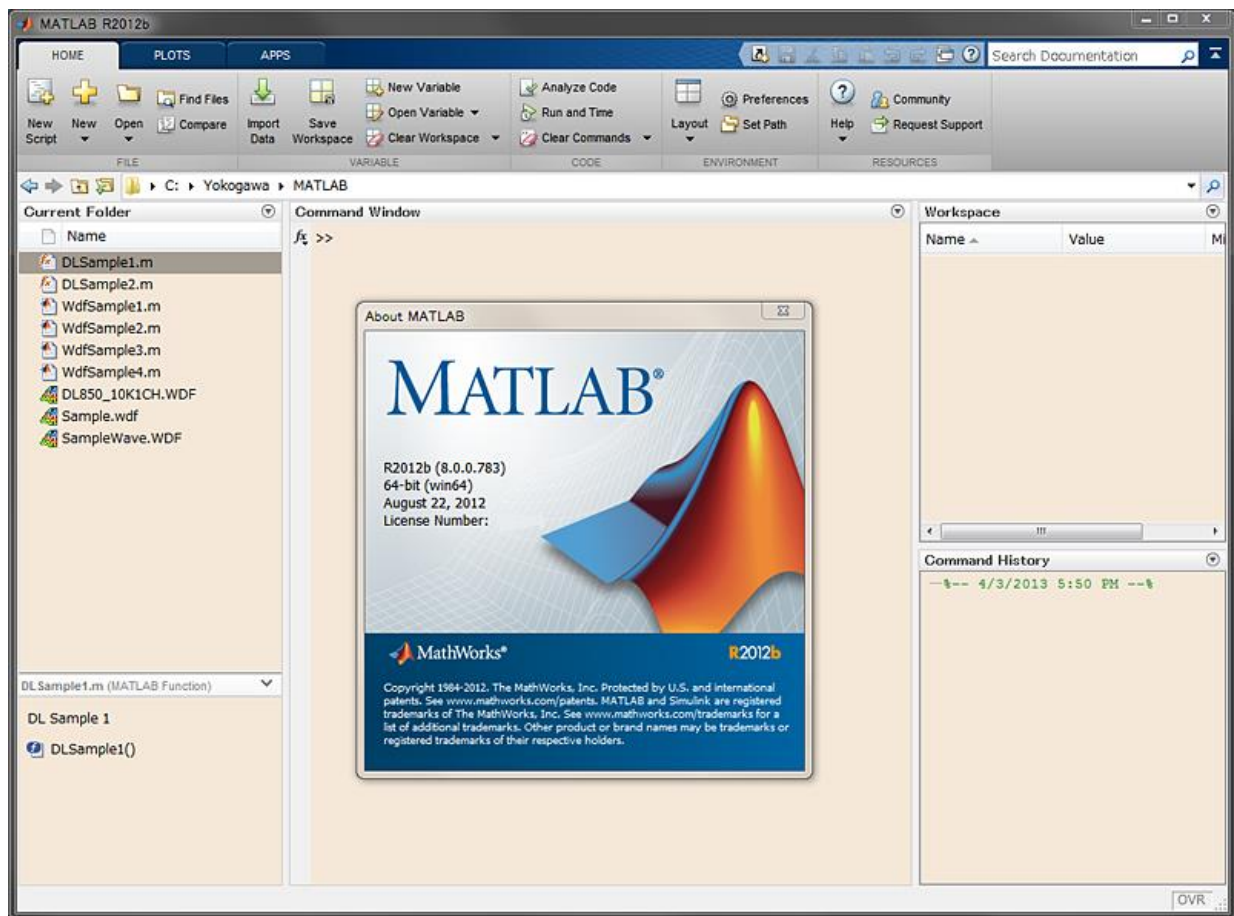 MATLAB R2012b
HOME PLOTS APPS
Search Documentation
New Script
New
Open
Find Files
Compare
FILE
Import Data
Save Workspace
New Variable
Open Variable
Clear Workspace
VARIABLE
Analyze Code
Run and Time
Clear Commands
CODE
Layout
Preferences
Set Path
ENVIRONMENT
Help
Community
Request Support
RESOURCES
C: Yokogawa MATLAB
Current Folder
Name
DLSample1.m
DLSample2.m
WdfSample1.m
WdfSample2.m
WdfSample3.m
WdfSample4.m
DL850_10K1CH.WDF
Sample.wdf
SampleWave.WDF
DLSample1.m (MATLAB Function)
DL Sample 1
DLSample1()
Command Window
fx >>
About MATLAB
MATLAB®
R2012b (8.0.0.783)
64-bit (win64)
August 22, 2012
License Number:
MathWorks®
R2012b
Copyright 1984-2012. The MathWorks, Inc. Protected by U.S. and international
patents. See www.mathworks.com/patents. MATLAB and Simulink are registered
trademarks of The MathWorks, Inc. See www.mathworks.com/trademarks for a
list of additional trademarks. Other product or brand names may be trademarks or
registered trademarks of their respective holders.
Workspace
Name Value Mi
Command History
%-- 4/3/2013 5:50 PM --%
OVR